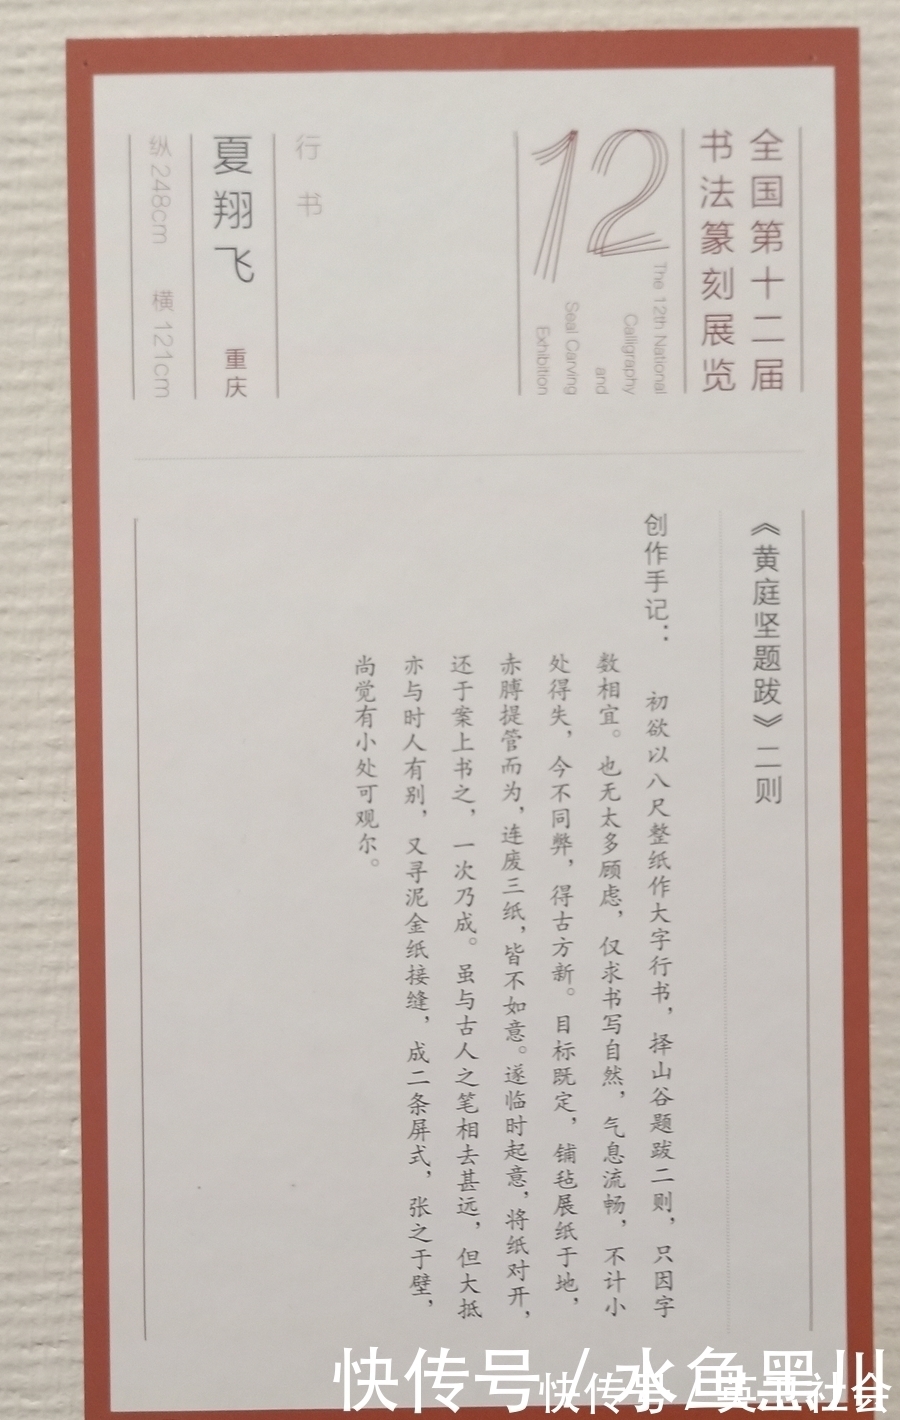 全国第十二届
书法篆刻展览
12
The 12th National
Calligraphy
and
Seal Carving
Exhibition
行书
夏翔飞 重庆
纵248cm 横121cm
《黄庭坚题跋》二则
创作手记：初欲以八尺整纸作大字行书，择山谷题跋二则，只因字
数相宜。也无太多顾虑，仅求书写自然，气息流畅，不计小
处得失，今不同弊，得古方新。目标既定，铺毡展纸于地，
赤膊提管而为，连废三纸，皆不如意。遂临时起意，将纸对开，
还于案上书之，一次乃成。虽与古人之笔相去甚远，但大抵
亦与时人有别，又寻泥金纸接缝，成二条屏式，张之于壁，
尚觉有小处可观尔。
快传号/水鱼墨川
快传号
社会